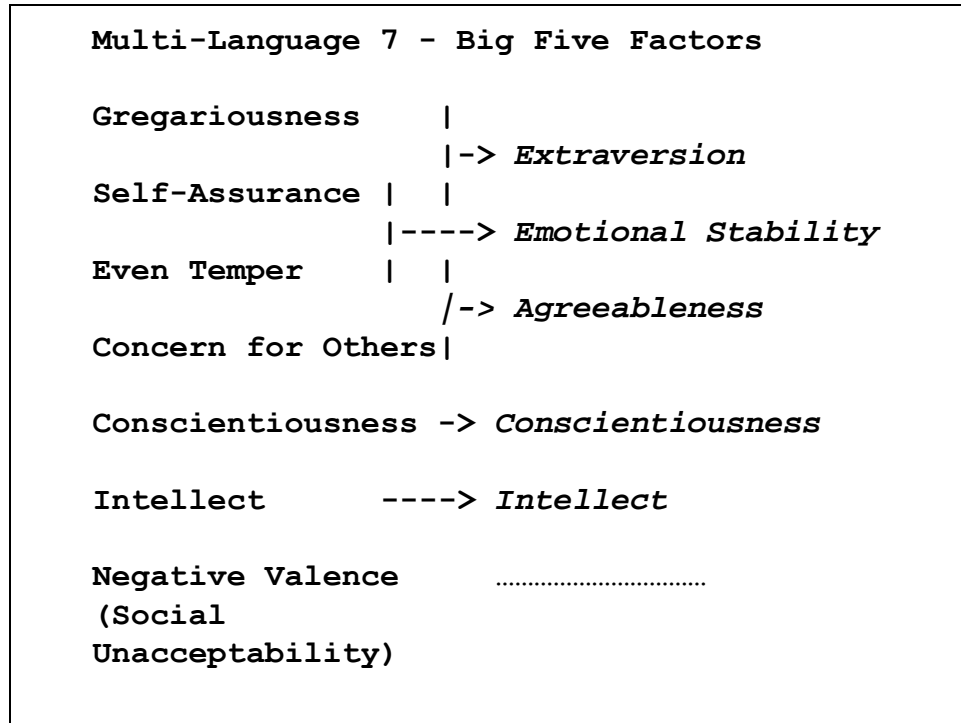 Multi-Language 7 - Big Five Factors
Gregariousness |
|-> Extraversion
Self-Assurance | |
|----> Emotional Stability
Even Temper | |
|-> Agreeableness
Concern for Others|
Conscientiousness -> Conscientiousness
Intellect ----> Intellect
Negative Valence .................................
(Social
Unacceptability)